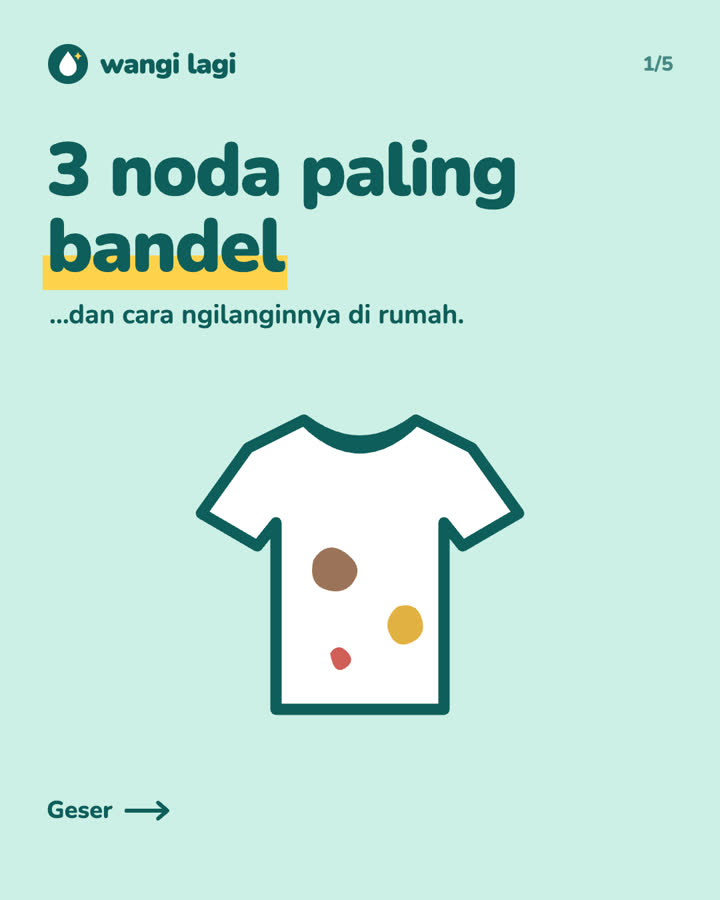 wangi lagi
1/5
3 noda paling
bandel
...dan cara ngilanginnya di rumah.
Geser